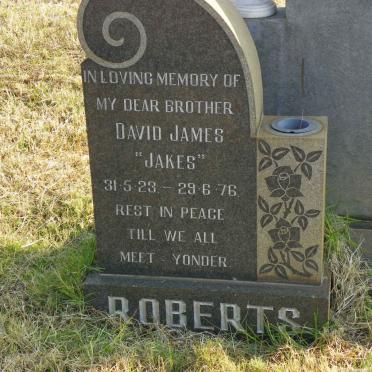 IN LOVING MEMORY OF
MY DEAR BROTHER
DAVID JAMES
"JAKES"
31·5·23.–29·6·76.
REST IN PEACE
TILL WE ALL
MEET - YONDER
ROBERTS